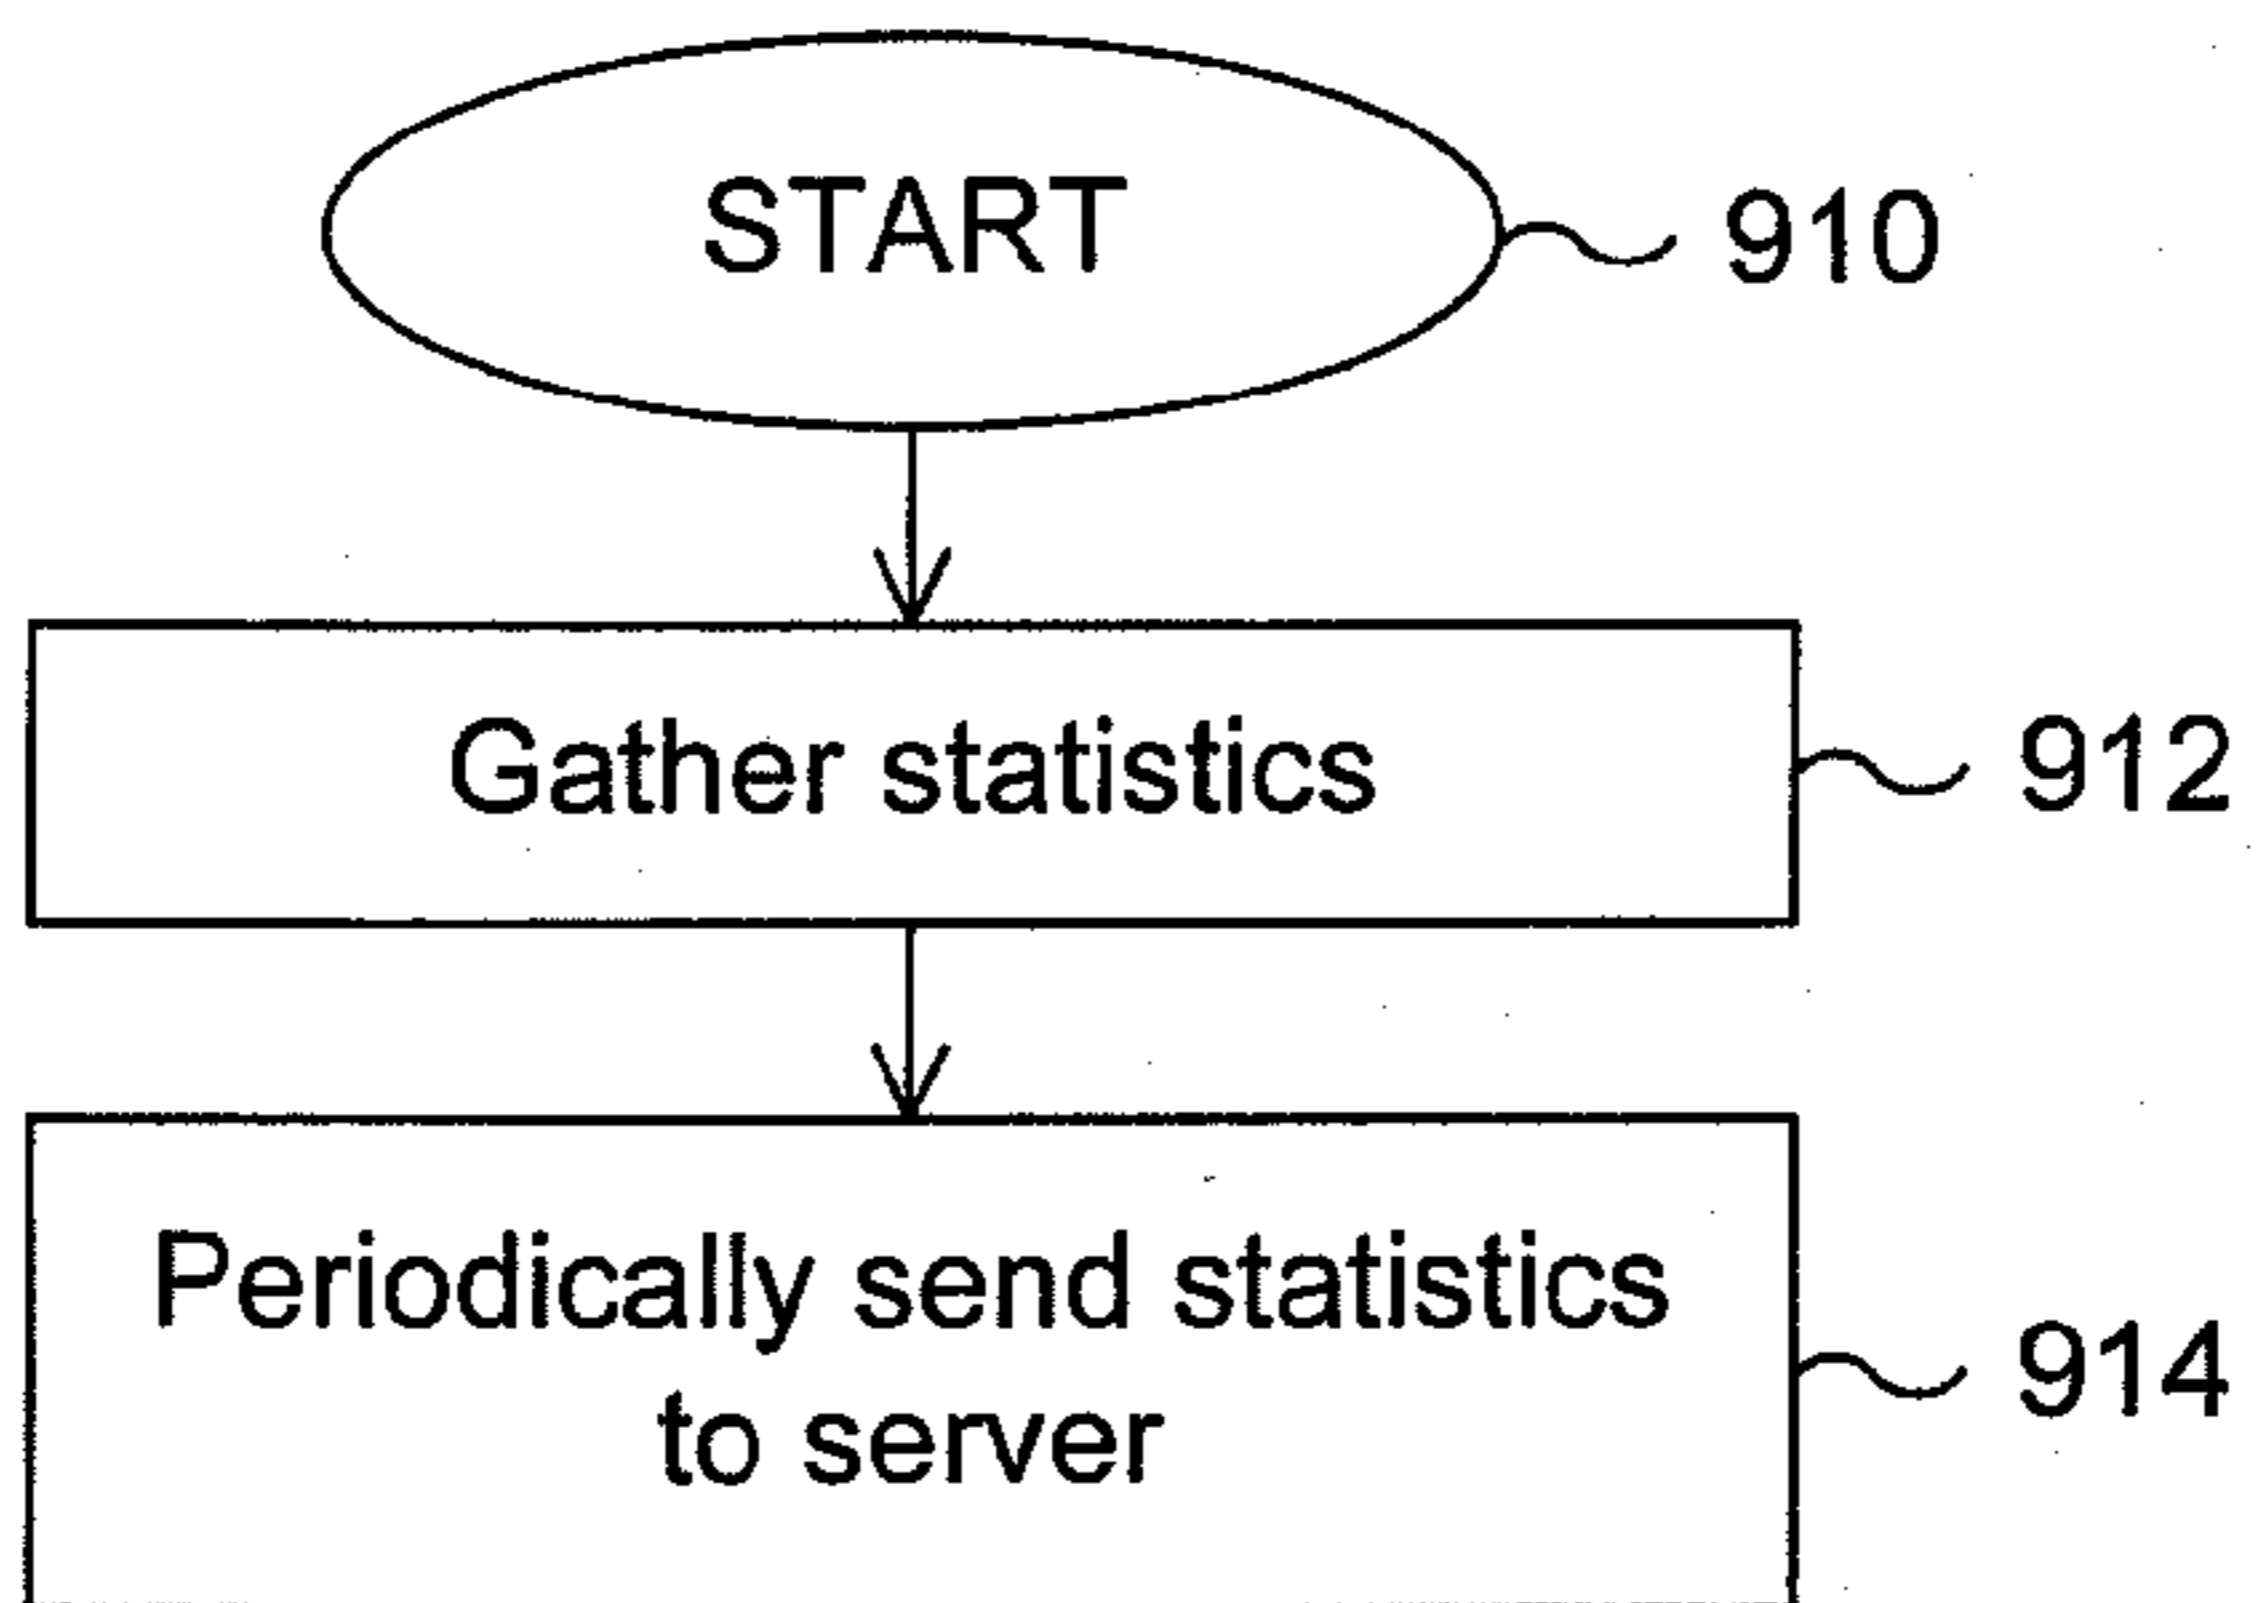 START
910
Gather statistics
912
Periodically send statistics
to server
914